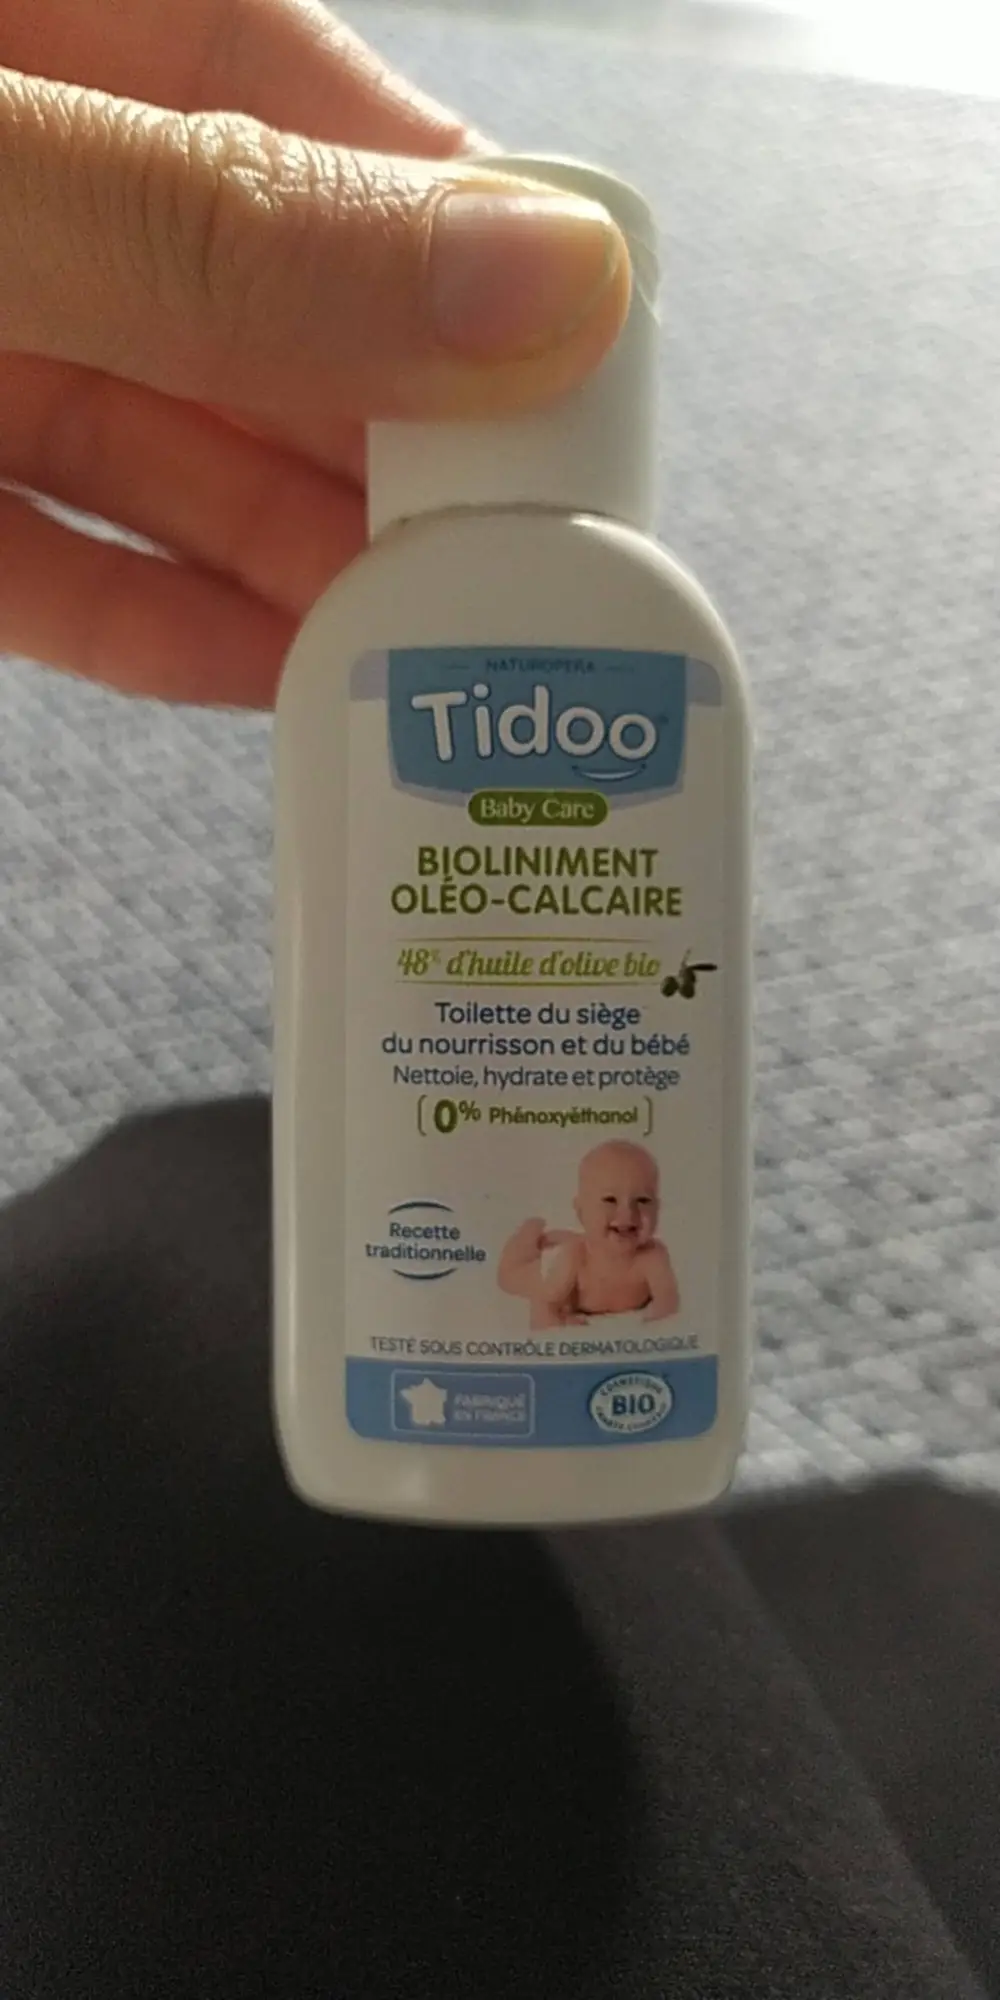 NATUROPERA
Tidoo
Baby Care
BIOLINIMENT
OLÉO-CALCAIRE
48% d'huile d'olive bio
Toilette du siège
du nourrisson et du bébé
Nettoie, hydrate et protège
[0% Phénoxyéthanol]
Recette
traditionnelle
TESTÉ SOUS CONTRÔLE DERMATOLOGIQUE
FABRIQUÉ
EN FRANCE
COSMETIQUE
BIO